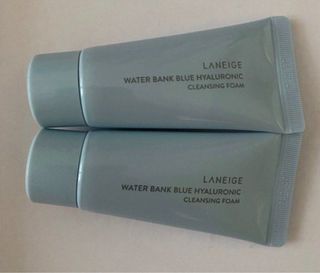 LANEIGE
WATER BANK BLUE HYALURONIC
CLEANSING FOAM
LANEIGE
WATER BANK BLUE HYALURONIC
CLEANSING FOAM